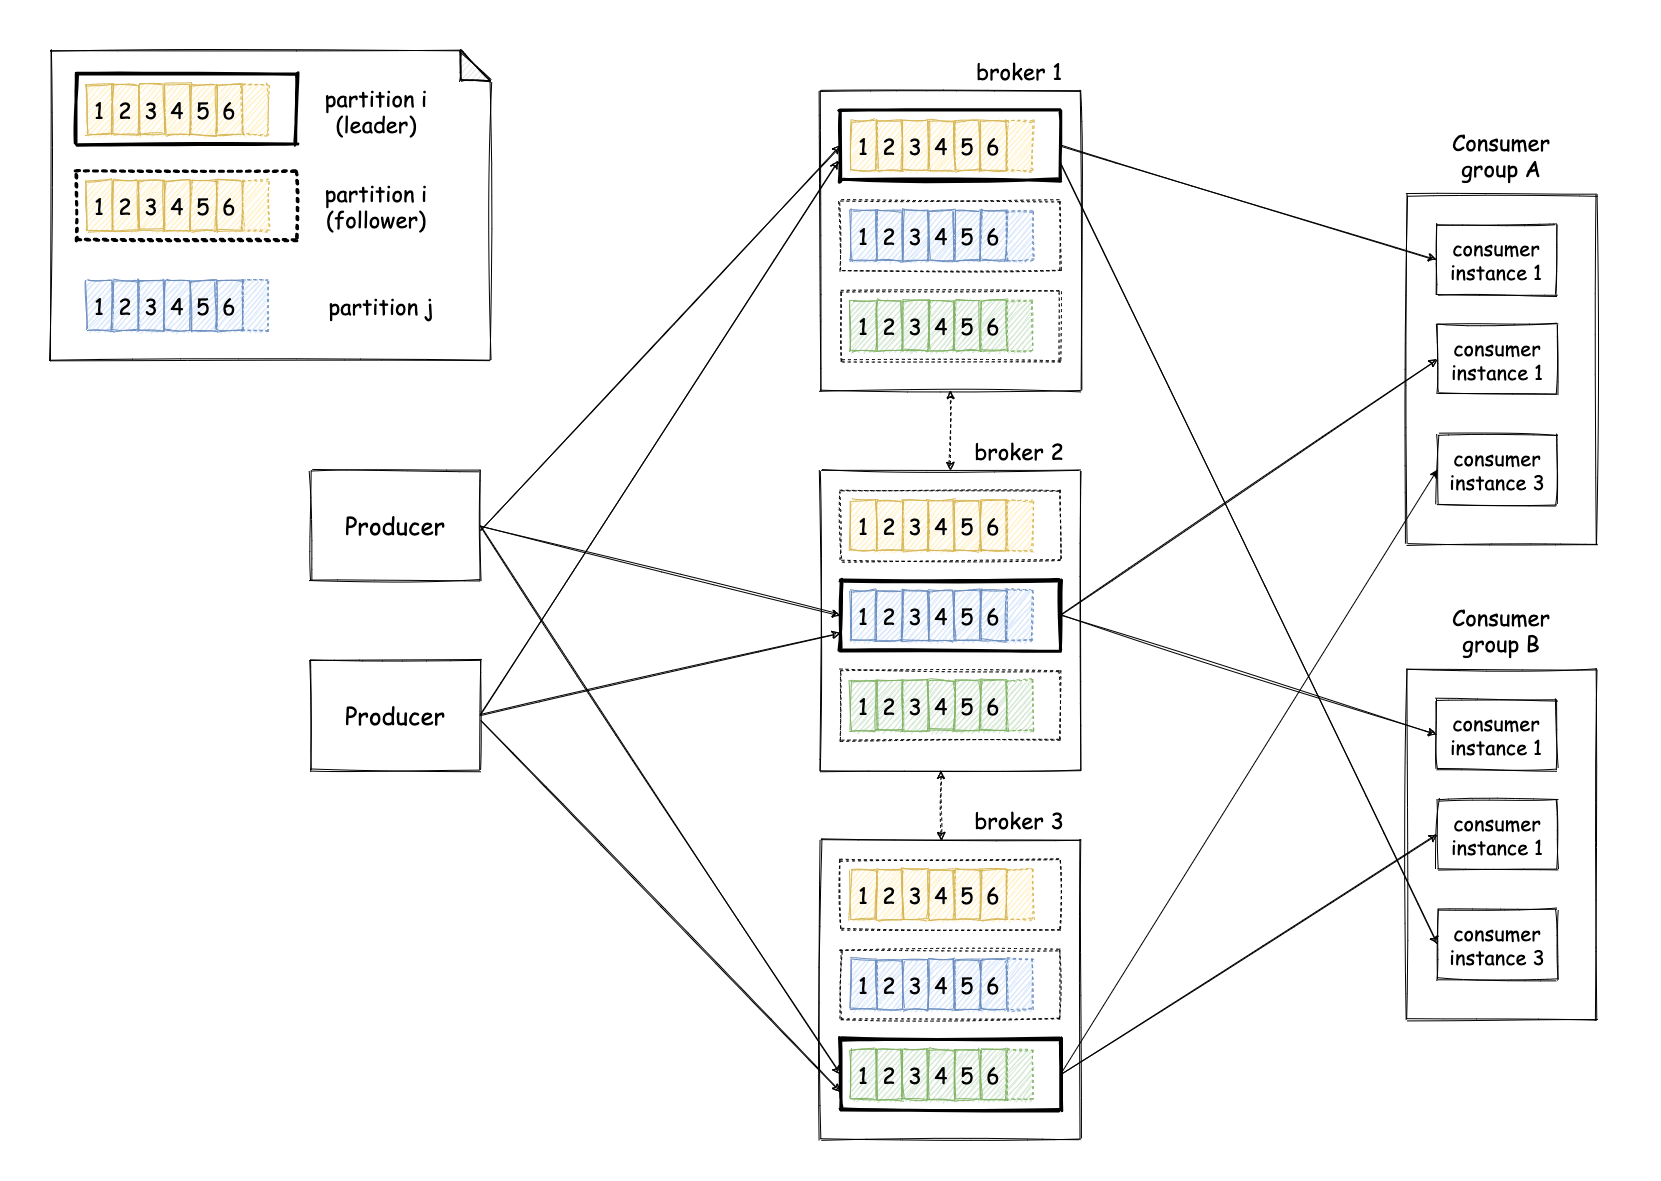 1 2 3 4 5 6
partition i
(leader)
1 2 3 4 5 6
partition i
(follower)
1 2 3 4 5 6
partition j
Producer
Producer
broker 1
1 2 3 4 5 6
1 2 3 4 5 6
1 2 3 4 5 6
broker 2
1 2 3 4 5 6
1 2 3 4 5 6
1 2 3 4 5 6
broker 3
1 2 3 4 5 6
1 2 3 4 5 6
1 2 3 4 5 6
Consumer
group A
consumer
instance 1
consumer
instance 1
consumer
instance 3
Consumer
group B
consumer
instance 1
consumer
instance 1
consumer
instance 3